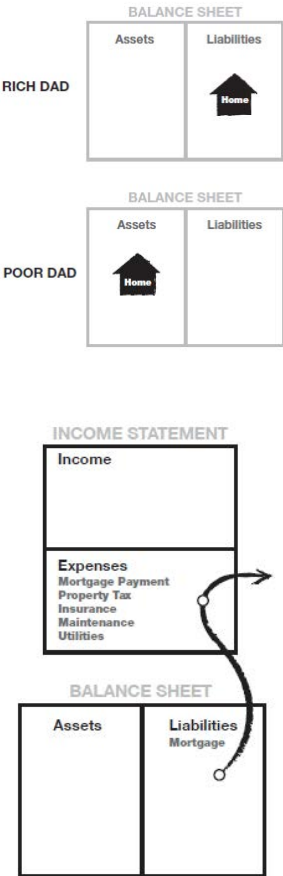 BALANCE SHEET
Assets Liabilities
RICH DAD
Home
BALANCE SHEET
Assets Liabilities
POOR DAD
Home
INCOME STATEMENT
Income
Expenses
Mortgage Payment
Property Tax
Insurance
Maintenance
Utilities
BALANCE SHEET
Assets Liabilities
Mortgage